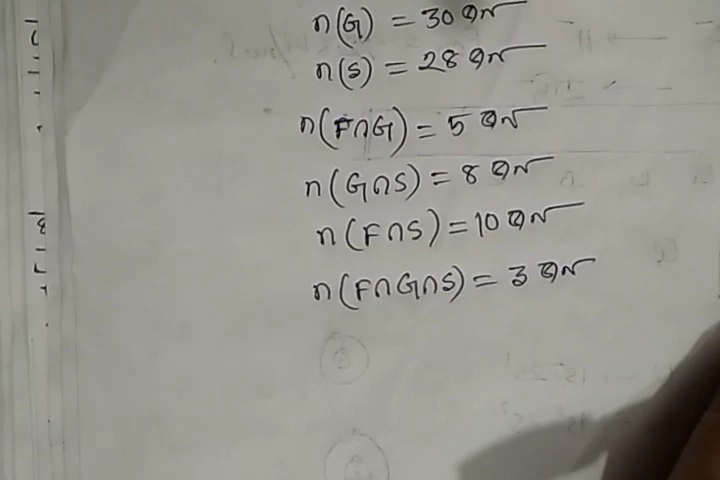 n(G) = 30 জন
n(S) = 28 জন
n(F∩G) = 5 জন
n(G∩S) = 8 জন
n(F∩S) = 10 জন
n(F∩G∩S) = 3 জন